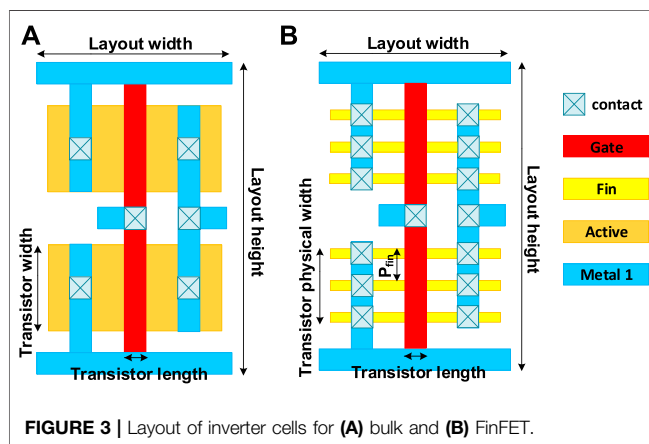 A
Layout width
Layout height
Transistor width
Transistor length
B
Layout width
Layout height
Transistor physical width
Pfin
Transistor length
contact
Gate
Fin
Active
Metal 1
FIGURE 3 | Layout of inverter cells for (A) bulk and (B) FinFET.